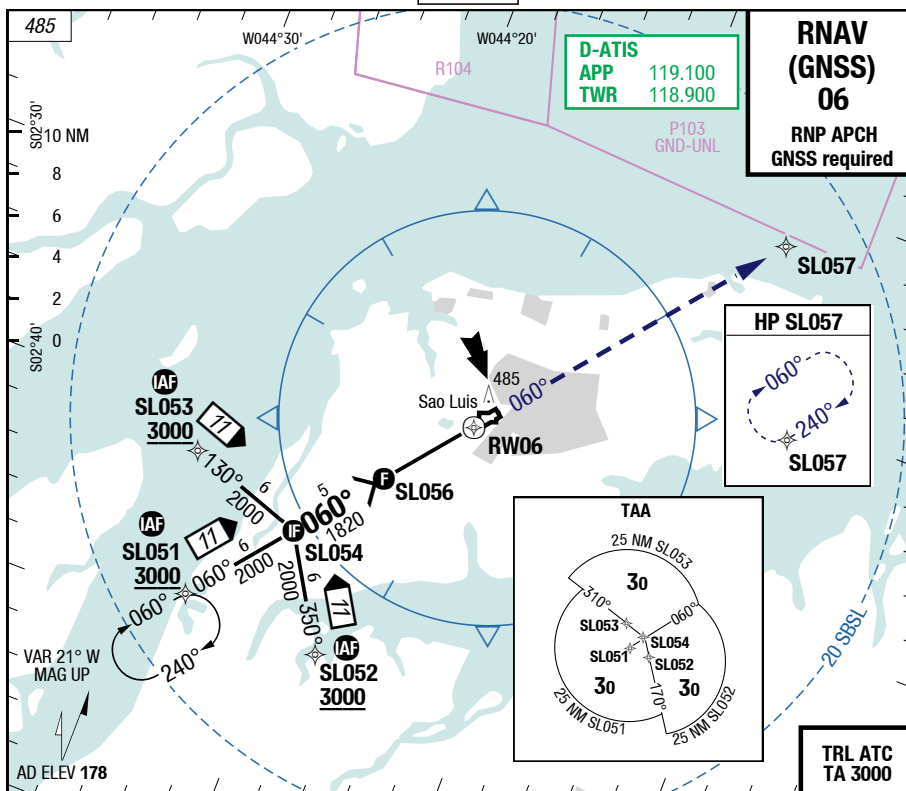 485
W044°30'
W044°20'
R104
D-ATIS
APP 119.100
TWR 118.900
RNAV
(GNSS)
06
RNP APCH
GNSS required
P103
GND-UNL
S02°30'
10 NM
8
6
4
2
0
S02°40'
SL057
HP SL057
060°
240°
SL057
485
Sao Luis
060°
RW06
IAF
SL053
3000
11
130°
6
2000
F
SL056
5
060°
1820
IF
SL054
IAF
SL051
3000
11
060°
6
2000
060°
240°
6
2000
350°
11
IAF
SL052
3000
TAA
25 NM SL053
30
310°
060°
SL053
SL054
SL051
SL052
30
30
170°
25 NM SL051
25 NM SL052
20 SBSL
VAR 21° W
MAG UP
AD ELEV 178
TRL ATC
TA 3000